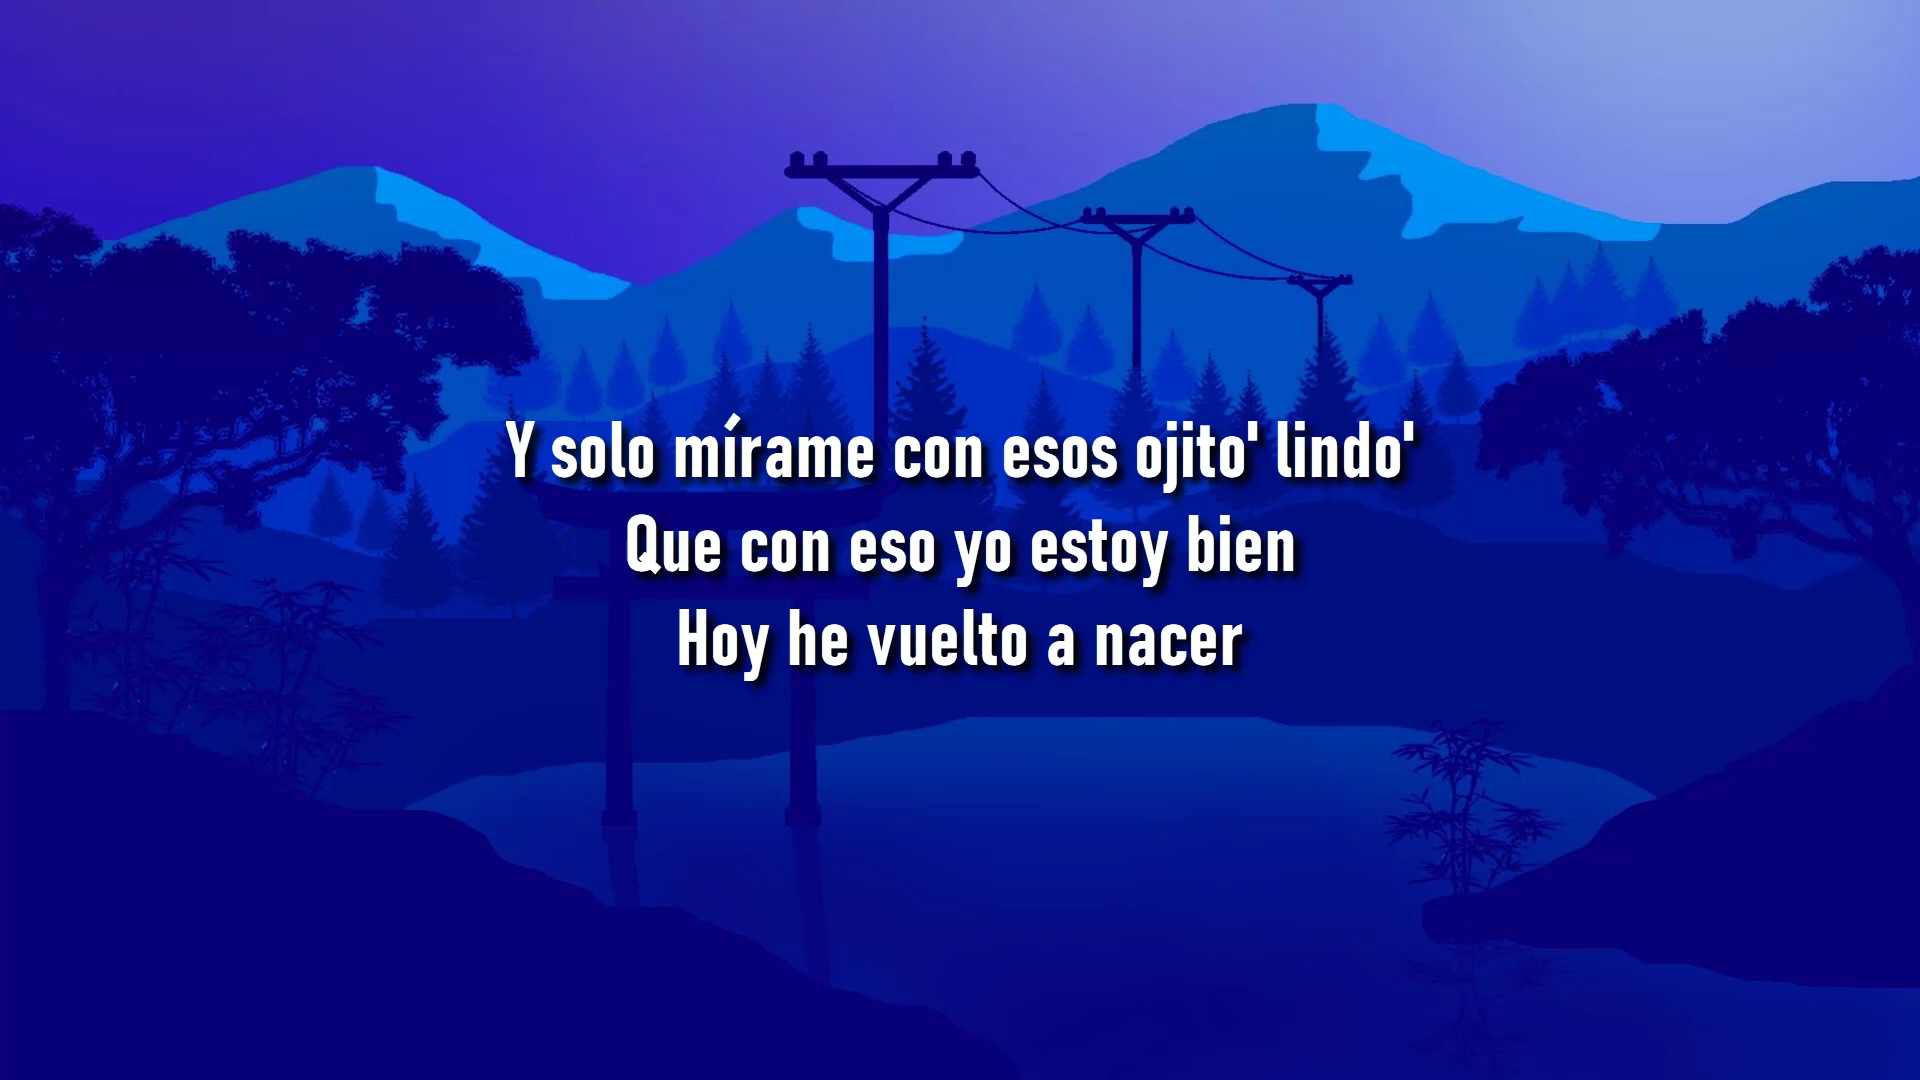 Y solo mírame con esos ojito' lindo'
Que con eso yo estoy bien
Hoy he vuelto a nacer